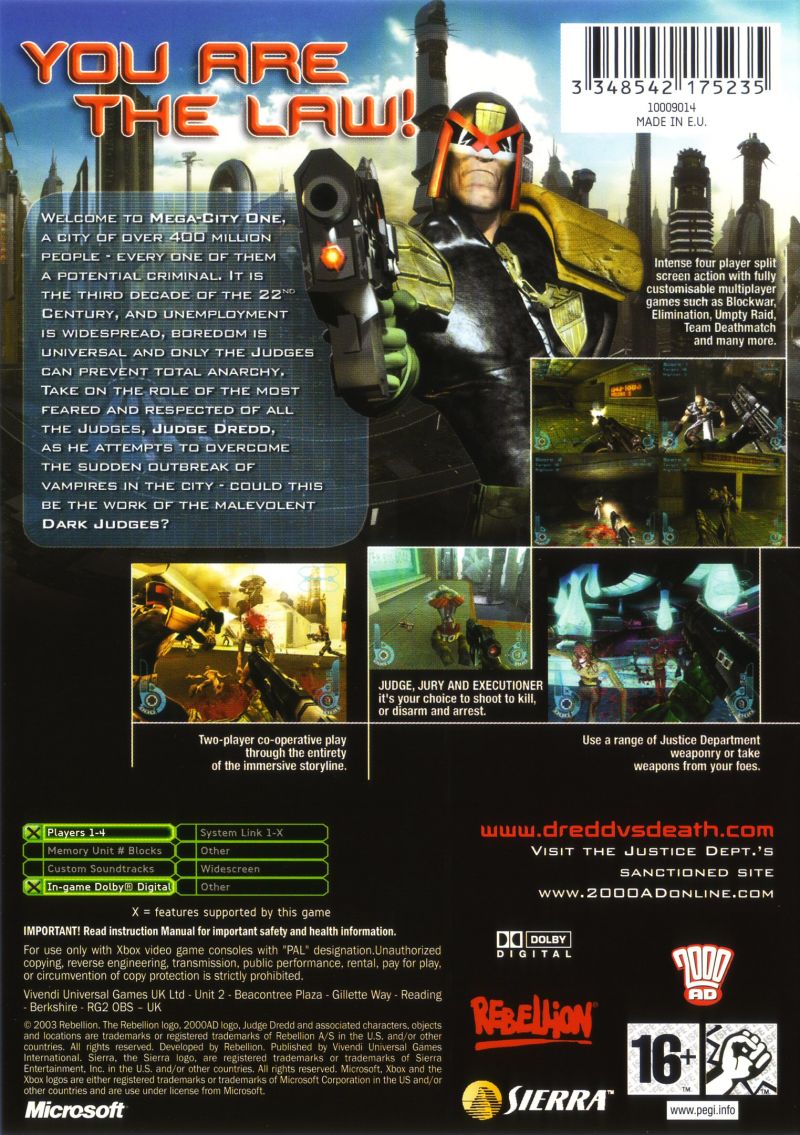 YOU ARE
THE LAW!
3 348542 175235
10009014
MADE IN E.U.
WELCOME TO MEGA-CITY ONE,
A CITY OF OVER 400 MILLION
PEOPLE - EVERY ONE OF THEM
A POTENTIAL CRIMINAL. IT IS
THE THIRD DECADE OF THE 22ND
CENTURY, AND UNEMPLOYMENT
IS WIDESPREAD, BOREDOM IS
UNIVERSAL AND ONLY THE JUDGES
CAN PREVENT TOTAL ANARCHY.
TAKE ON THE ROLE OF THE MOST
FEARED AND RESPECTED OF ALL
THE JUDGES, JUDGE DREDD,
AS HE ATTEMPTS TO OVERCOME
THE SUDDEN OUTBREAK OF
VAMPIRES IN THE CITY - COULD THIS
BE THE WORK OF THE MALEVOLENT
DARK JUDGES?
Intense four player split
screen action with fully
customisable multiplayer
games such as Blockwar,
Elimination, Umpty Raid,
Team Deathmatch
and many more.
JUDGE, JURY AND EXECUTIONER
it's your choice to shoot to kill,
or disarm and arrest.
Two-player co-operative play
through the entirety
of the immersive storyline.
Use a range of Justice Department
weaponry or take
weapons from your foes.
X Players 1-4
System Link 1-X
Memory Unit # Blocks
Other
Custom Soundtracks
Widescreen
X In-game Dolby® Digital
Other
X = features supported by this game
www.dreddvsdeath.com
VISIT THE JUSTICE DEPT.'S
SANCTIONED SITE
WWW.2000ADONLINE.COM
IMPORTANT! Read instruction Manual for important safety and health information.
For use only with Xbox video game consoles with "PAL" designation.Unauthorized
copying, reverse engineering, transmission, public performance, rental, pay for play,
or circumvention of copy protection is strictly prohibited.
Vivendi Universal Games UK Ltd - Unit 2 - Beacontree Plaza - Gillette Way - Reading
- Berkshire - RG2 0BS – UK
© 2003 Rebellion. The Rebellion logo, 2000AD logo, Judge Dredd and associated characters, objects
and locations are trademarks or registered trademarks of Rebellion A/S in the U.S. and/or other
countries. All rights reserved. Developed by Rebellion. Published by Vivendi Universal Games
International. Sierra, the Sierra logo, are registered trademarks or trademarks of Sierra
Entertainment, Inc. in the U.S. and/or other countries. All rights reserved. Microsoft, Xbox and the
Xbox logos are either registered trademarks or trademarks of Microsoft Corporation in the US and/or
other countries and are use under license from Microsoft.
Microsoft
DOLBY
DIGITAL
2000
AD
REBELLION®
SIERRA™
16+
TM
TM
www.pegi.info